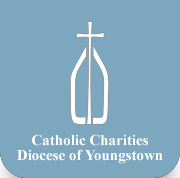 Catholic Charities
Diocese of Youngstown